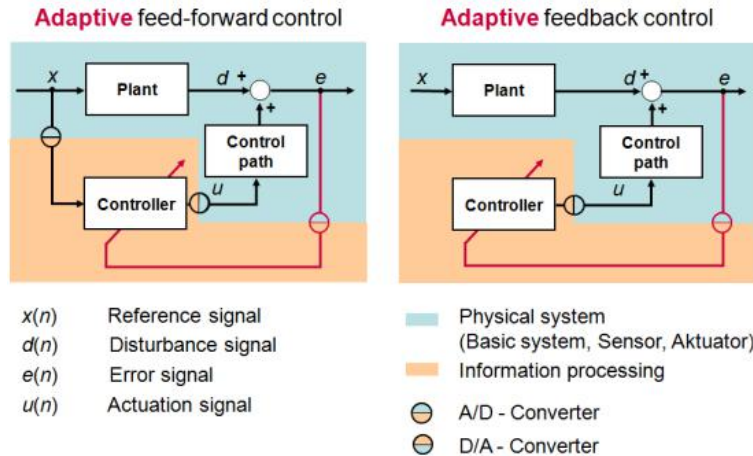 Adaptive feed-forward control
x
Plant
d
+
e
+
Control
path
Controller
u
x(n) Reference signal
d(n) Disturbance signal
e(n) Error signal
u(n) Actuation signal
Adaptive feedback control
x
Plant
d
+
e
+
Control
path
Controller
u
Physical system
(Basic system, Sensor, Aktuator)
Information processing
A/D - Converter
D/A - Converter